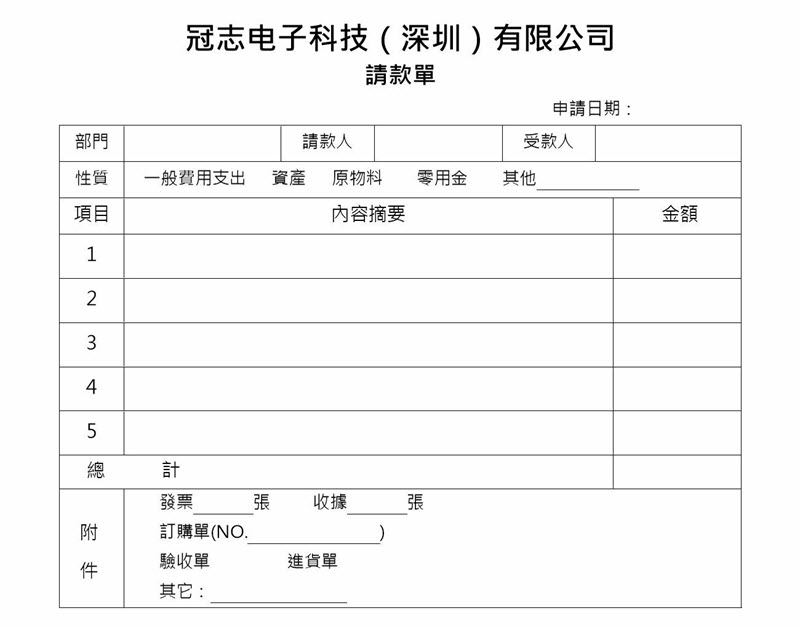 冠志电子科技（深圳）有限公司
請款單
申請日期：
部門 請款人 受款人
性質 一般費用支出 資產 原物料 零用金 其他__________
項目 內容摘要 金額
1
2
3
4
5
總 計
附件
發票______張 收據______張
訂購單(NO.______________)
驗收單 進貨單
其它：______________